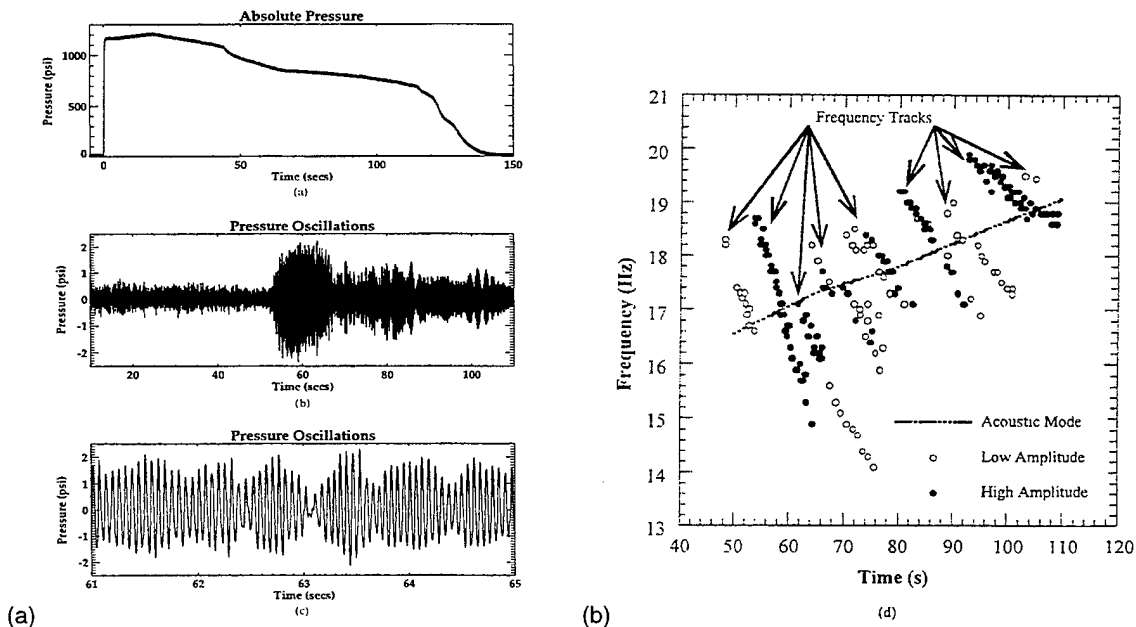 Absolute Pressure
Pressure (psi)
1000
500
0
0
50
100
150
Time (secs)
(a)
Pressure Oscillations
Pressure (psi)
2
1
0
-1
-2
20
40
60
80
100
Time (secs)
(b)
Pressure Oscillations
Pressure (psi)
2
1
0
-1
-2
61
62
63
64
65
Time (secs)
(c)
(a)
21
20
19
18
17
16
15
14
13
Frequency (Hz)
Frequency Tracks
Acoustic Mode
Low Amplitude
High Amplitude
40
50
60
70
80
90
100
110
120
Time (s)
(d)
(b)